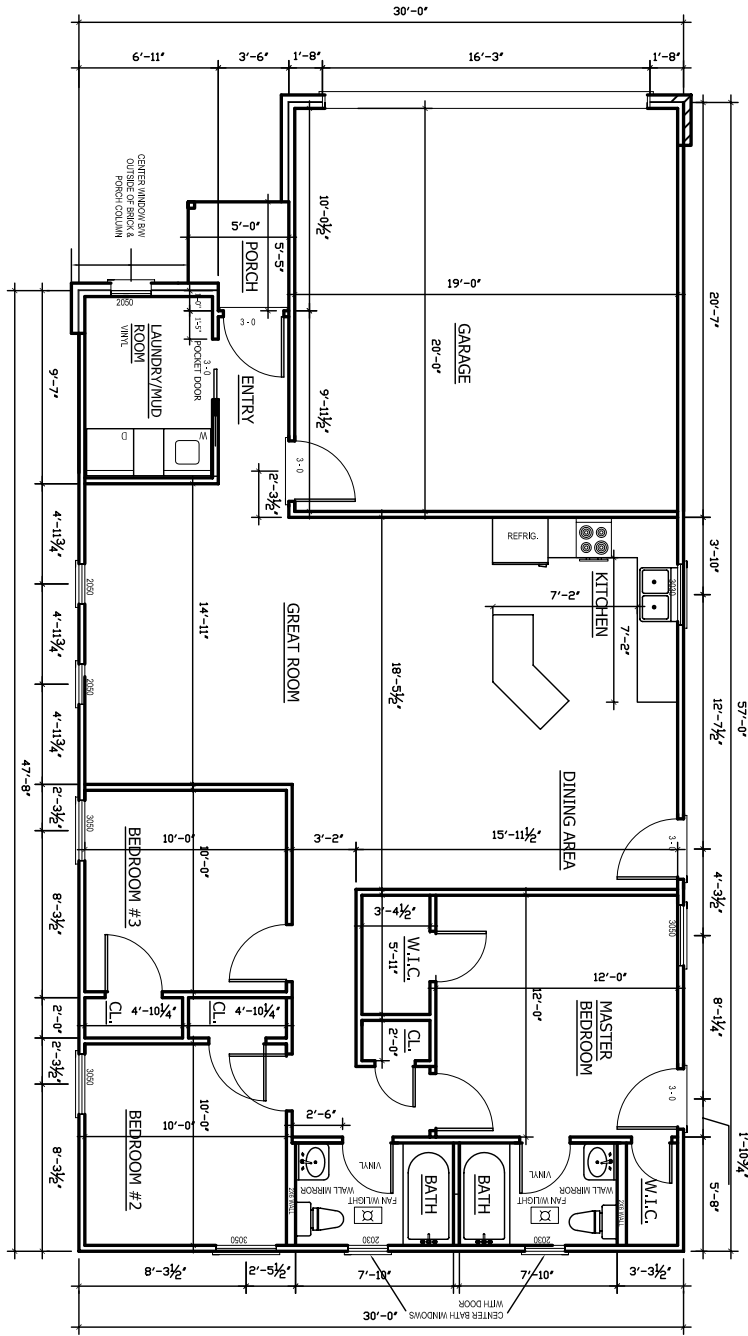 30'-0"
6'-11"
3'-6"
1'-8"
16'-3"
1'-8"
CENTER WINDOW B/W
OUTSIDE OF BRICK &
PORCH COLUMN
10'-0½"
5'-0"
5'-5"
PORCH
19'-0"
20'-0"
GARAGE
20'-7"
2050
1'-5"
3-0
POCKET DOOR
LAUNDRY/MUD
ROOM
VINYL
3-0
ENTRY
9'-11½"
3-0
2'-3½"
D
W
9'-7"
REFRIG.
KITCHEN
3'-10"
7'-2"
7'-2"
4'-11¾"
4'-11¾"
4'-11¾"
2050
2050
14'-11"
GREAT ROOM
18'-5½"
12'-7½"
57'-0"
47'-8"
DINING AREA
3-0
2'-3½"
3050
10'-0"
10'-0"
BEDROOM #3
3'-2"
15'-11½"
4'-3½"
8'-3½"
3'-4½"
W.I.C.
5'-11"
3050
12'-0"
12'-0"
MASTER
BEDROOM
8'-1¼"
2'-0"
CL.
4'-10¼"
CL.
4'-10¼"
CL.
2'-0"
3-0
2'-3½"
3050
10'-0"
10'-0"
BEDROOM #2
2'-6"
8'-3½"
1'-10¾"
5'-8"
VINYL
WALL MIRROR
FAN W/LIGHT
BATH
BATH
VINYL
WALL MIRROR
FAN W/LIGHT
W.I.C.
2X6 WALL
2X6 WALL
3050
2030
2030
8'-3½"
2'-5½"
7'-10"
7'-10"
3'-3½"
CENTER BATH WINDOWS
WITH DOOR
30'-0"